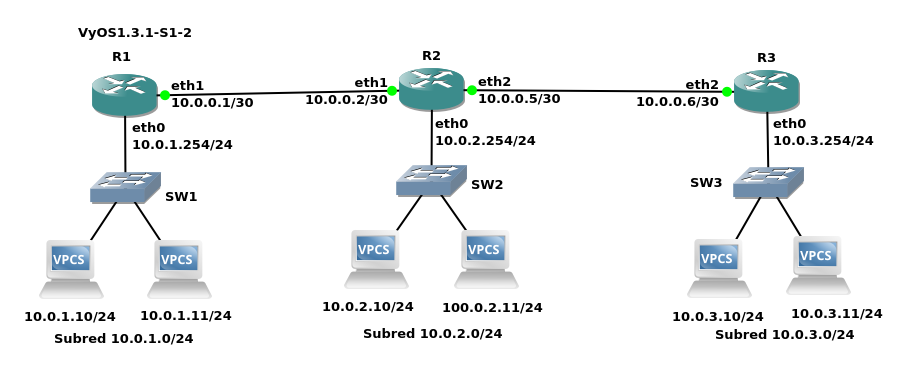 VyOS1.3.1-S1-2
R1
R2
R3
eth1
10.0.0.1/30
eth1
10.0.0.2/30
eth2
10.0.0.5/30
eth2
10.0.0.6/30
eth0
10.0.1.254/24
eth0
10.0.2.254/24
eth0
10.0.3.254/24
SW1
SW2
SW3
VPCS
VPCS
VPCS
VPCS
VPCS
VPCS
10.0.1.10/24
10.0.1.11/24
Subred 10.0.1.0/24
10.0.2.10/24
100.0.2.11/24
Subred 10.0.2.0/24
10.0.3.10/24
10.0.3.11/24
Subred 10.0.3.0/24